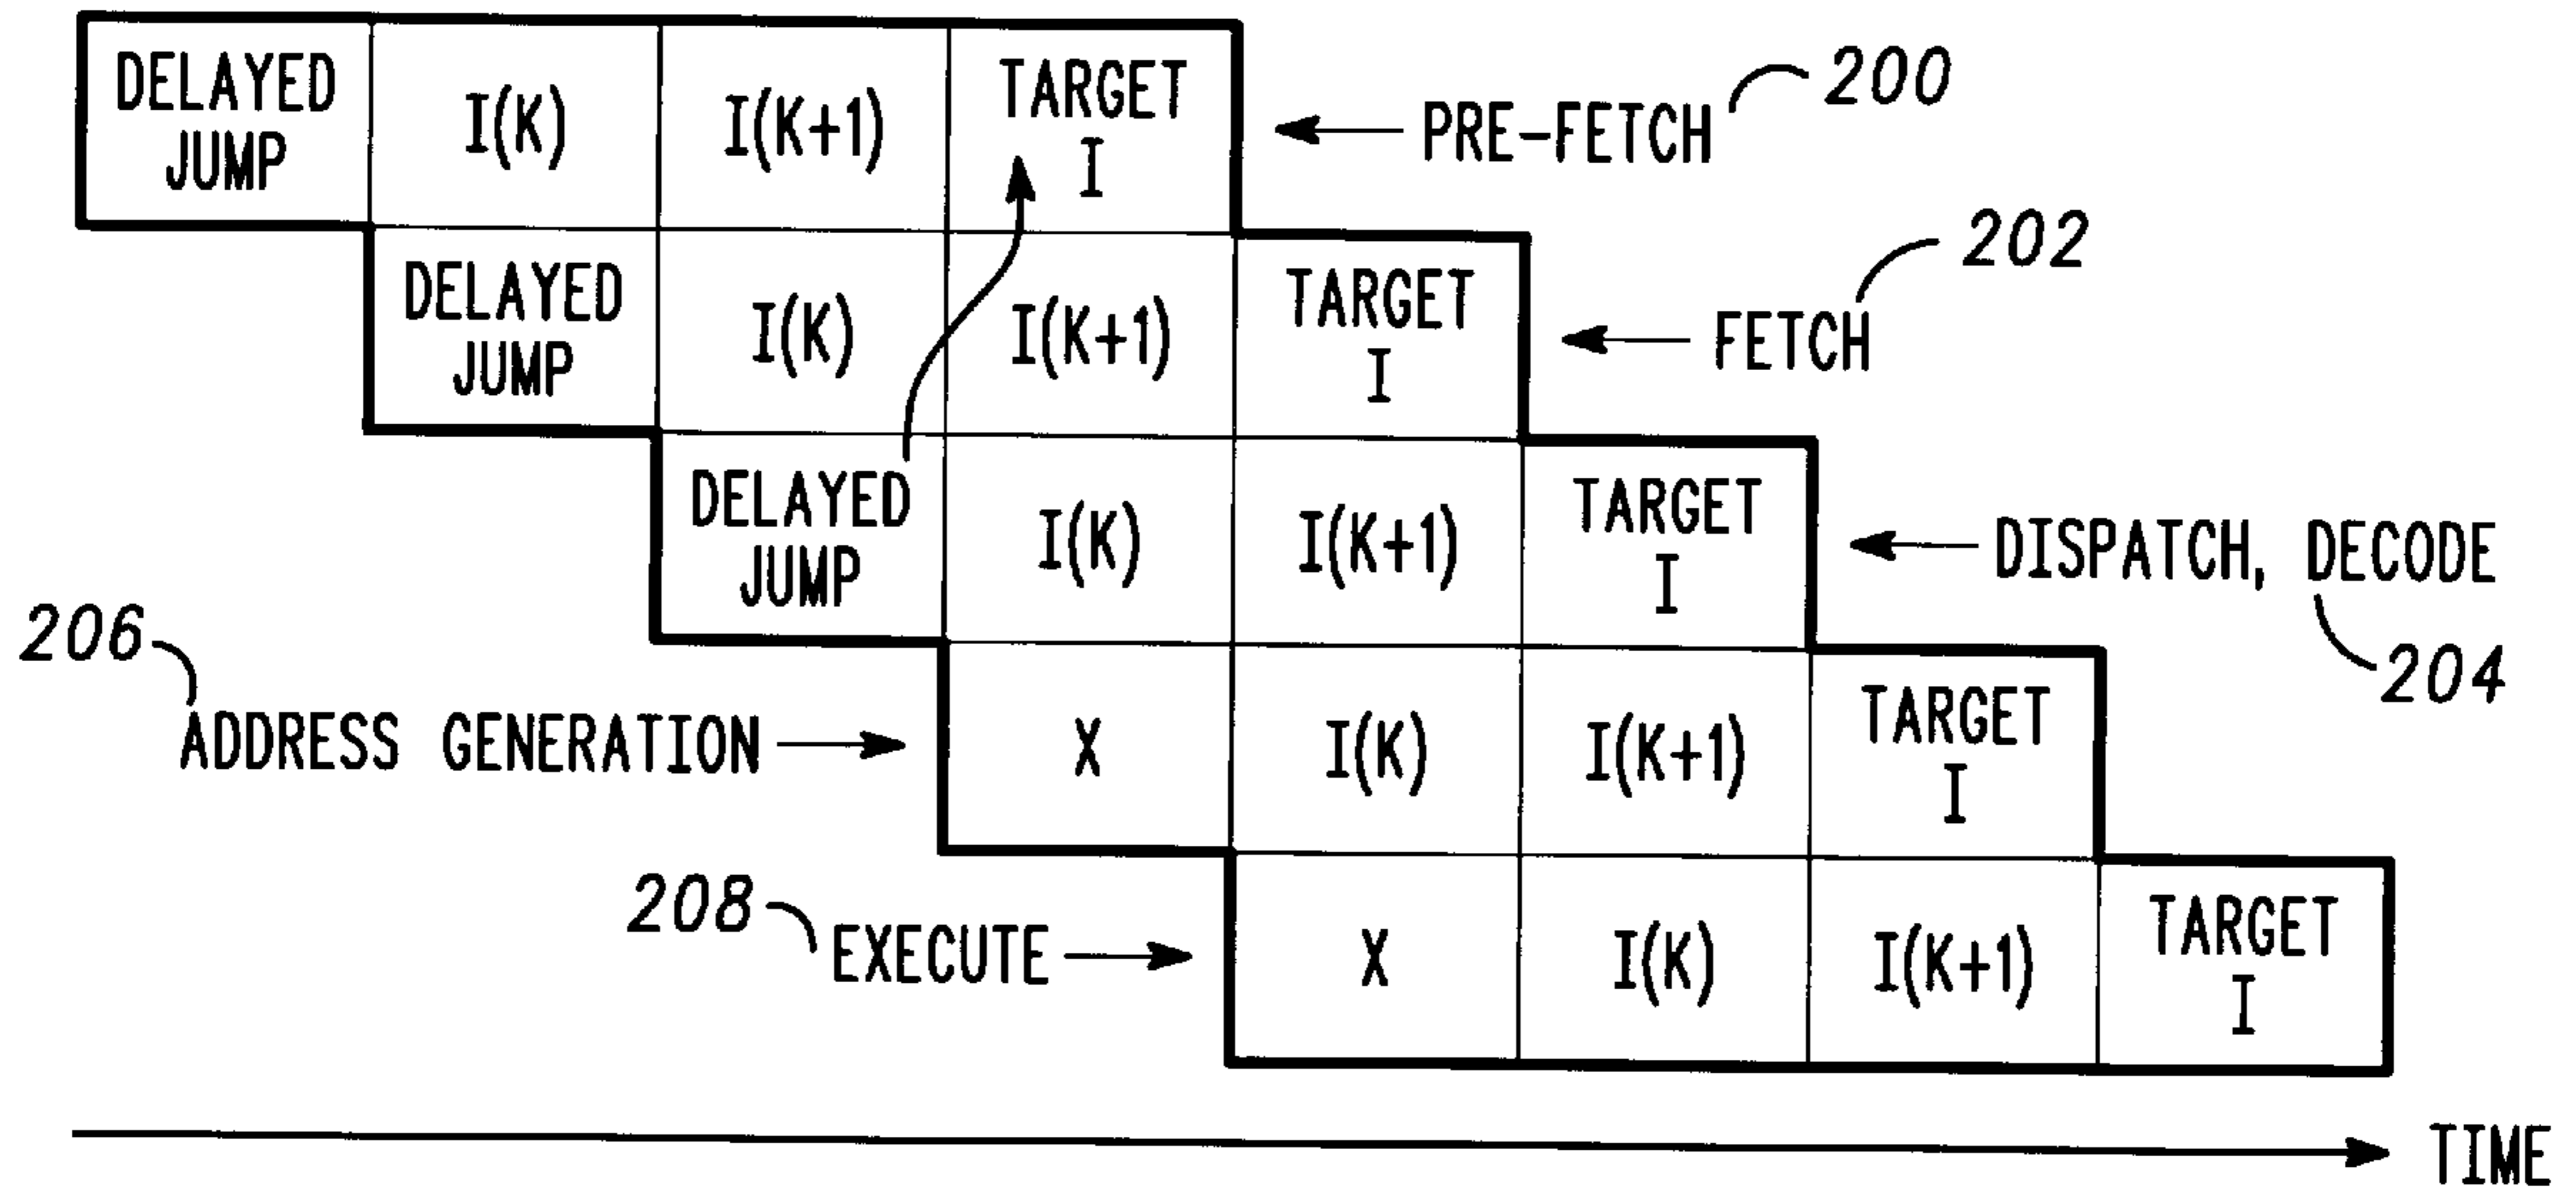 DELAYED JUMP I(K) I(K+1) TARGET I PRE-FETCH 200
DELAYED JUMP I(K) I(K+1) TARGET I FETCH 202
DELAYED JUMP I(K) I(K+1) TARGET I DISPATCH, DECODE 204
206 ADDRESS GENERATION X I(K) I(K+1) TARGET I
208 EXECUTE X I(K) I(K+1) TARGET I
TIME